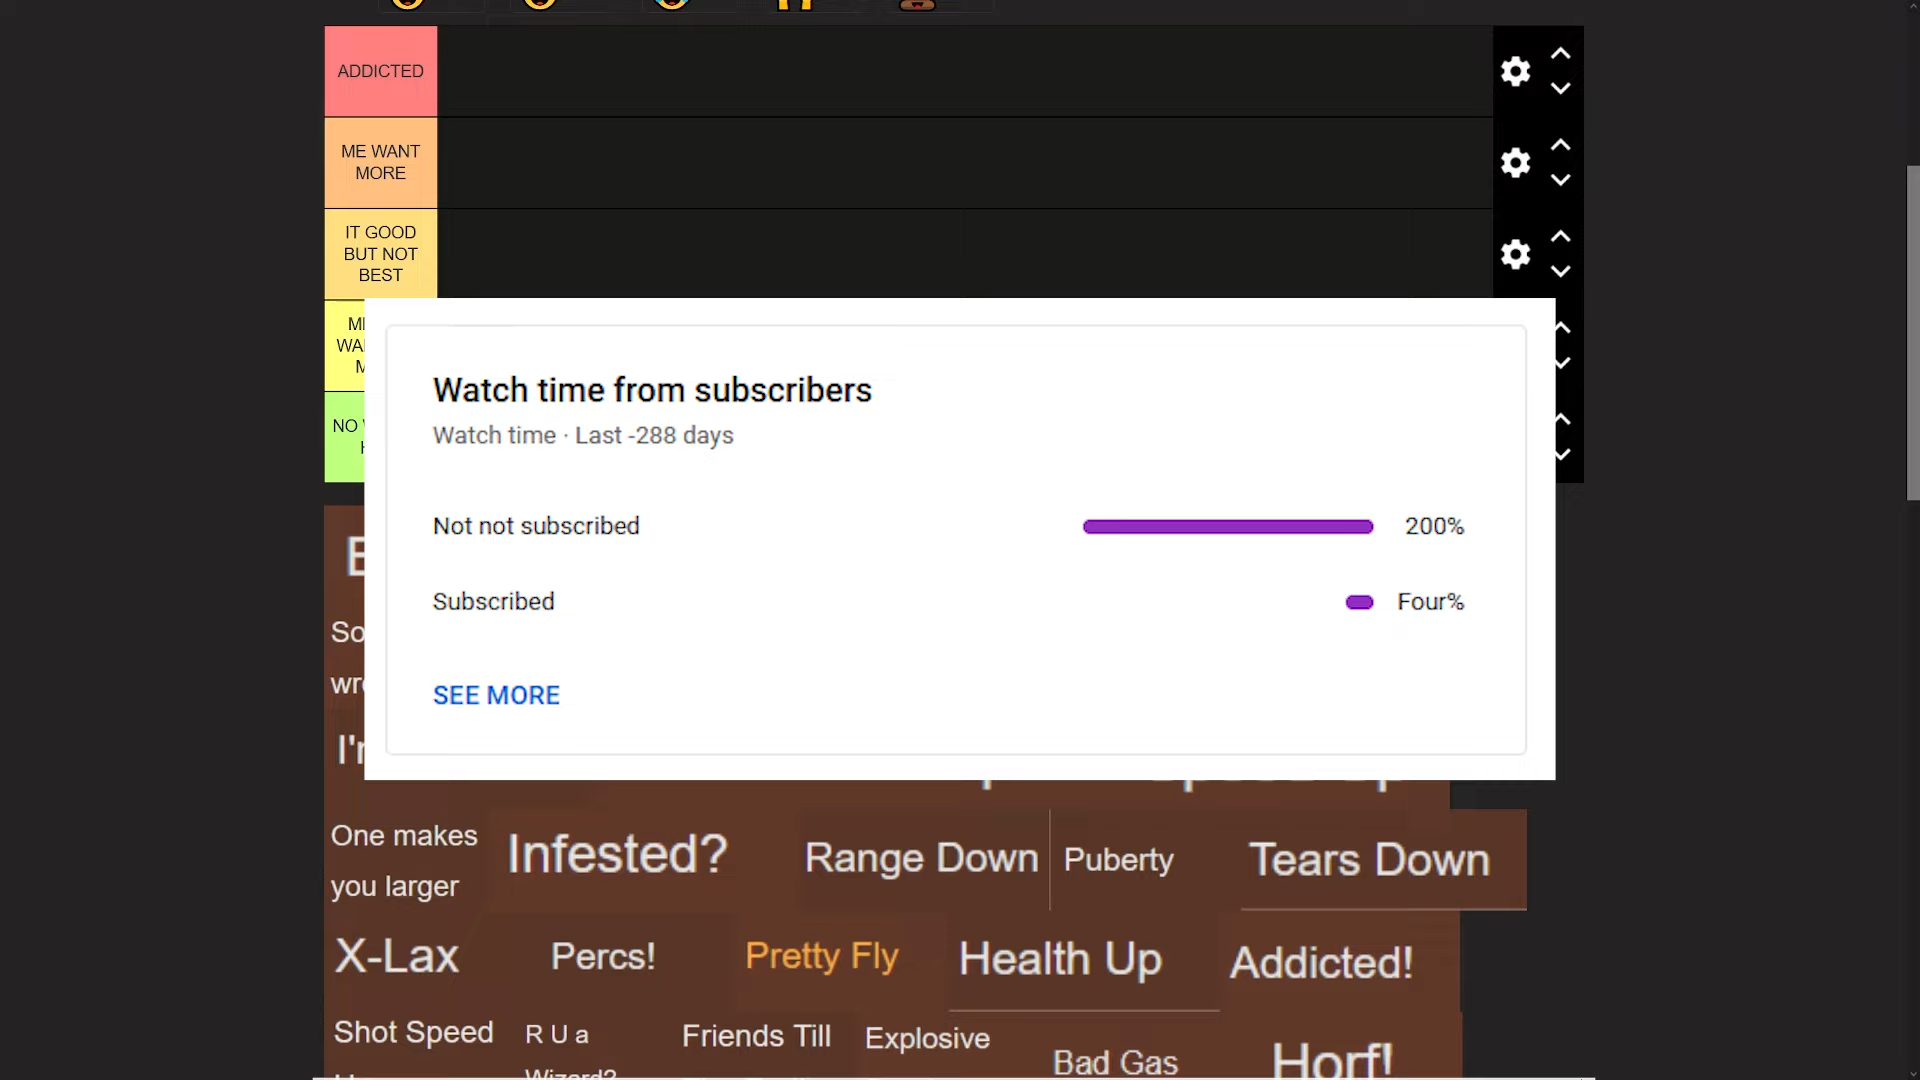 ADDICTED
ME WANT
MORE
IT GOOD
BUT NOT
BEST
NO
Watch time from subscribers
Watch time · Last -288 days
Not not subscribed 200%
Subscribed Four%
SEE MORE
One makes
you larger
Infested?
Range Down
Puberty
Tears Down
X-Lax
Percs!
Pretty Fly
Health Up
Addicted!
Shot Speed
R U a
Wizard?
Friends Till
Explosive
Bad Gas
Horf!